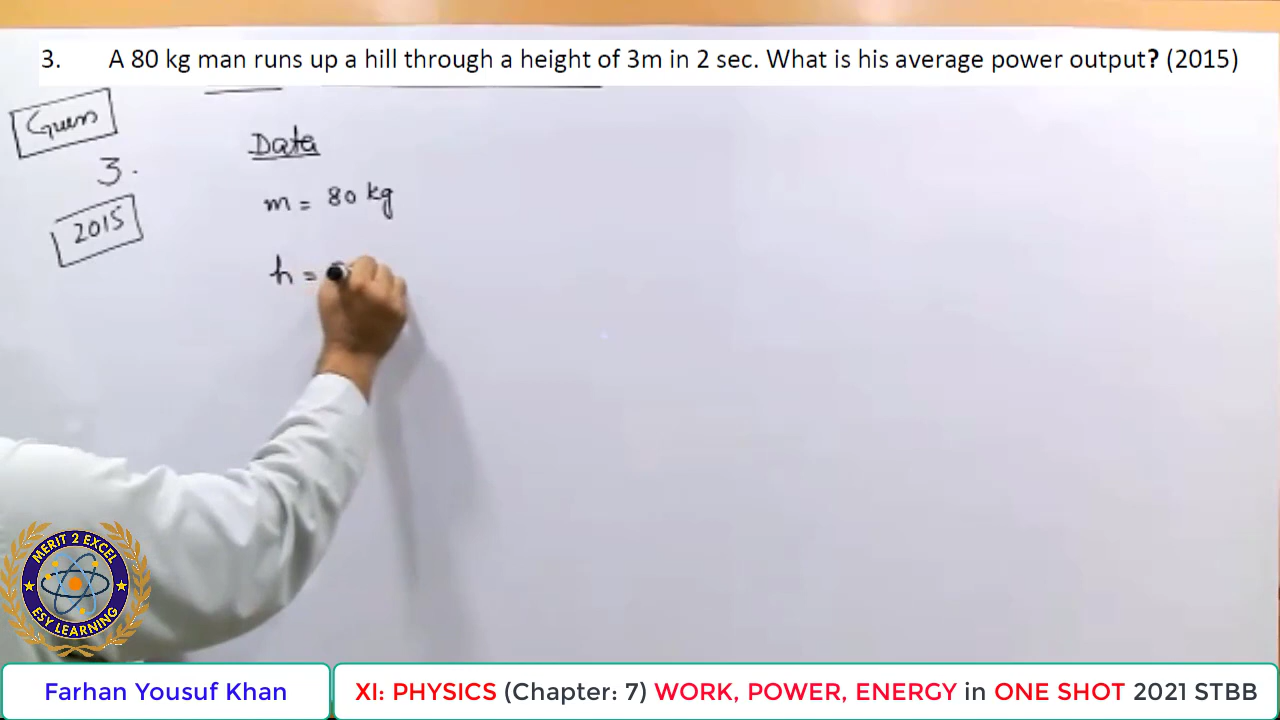 3. A 80 kg man runs up a hill through a height of 3m in 2 sec. What is his average power output? (2015)
Guess
3.
2015
Data
m = 80 kg
h =
MERIT 2 EXCEL
ESY LEARNING
Farhan Yousuf Khan
XI: PHYSICS (Chapter: 7) WORK, POWER, ENERGY in ONE SHOT 2021 STBB